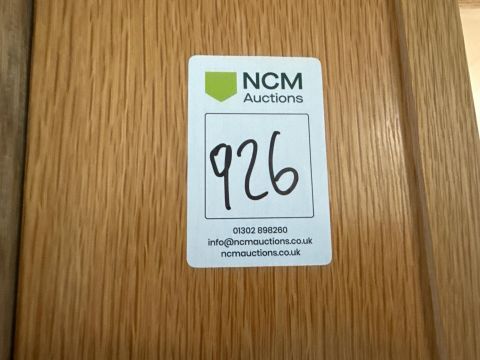 NCM
Auctions
926
01302 898260
info@ncmauctions.co.uk
ncmauctions.co.uk